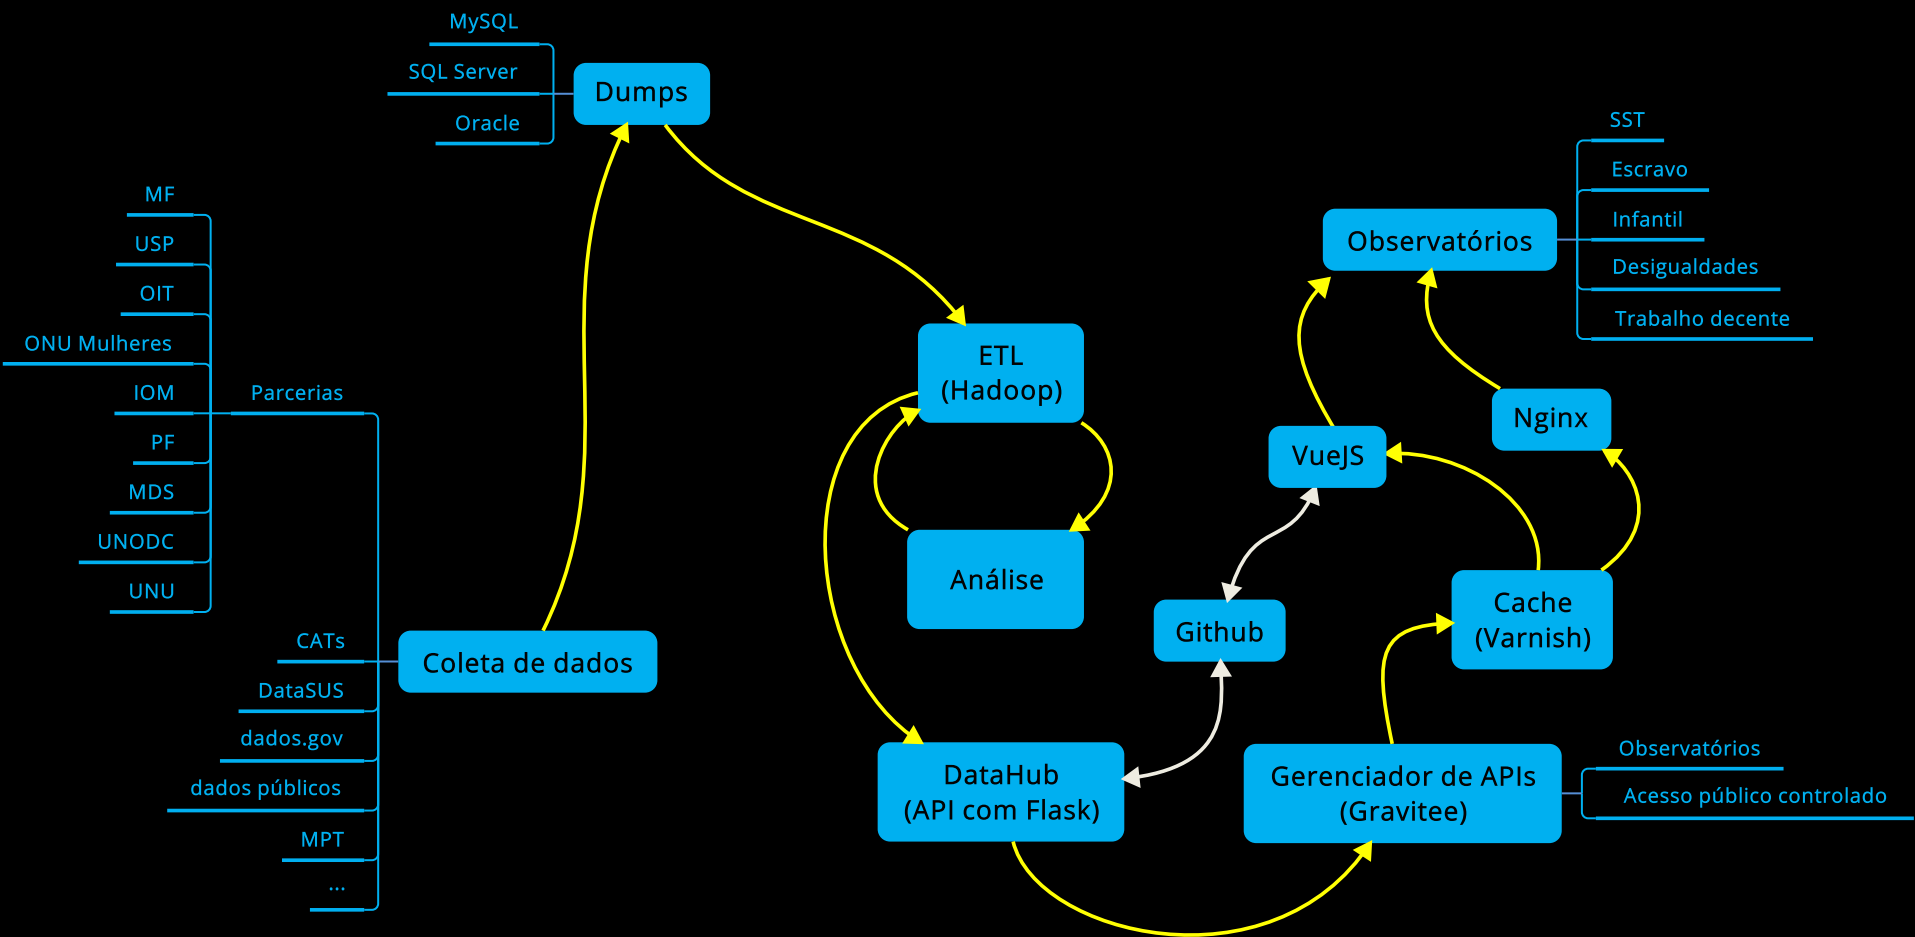 MySQL
SQL Server
Oracle
Dumps
MF
USP
OIT
ONU Mulheres
IOM
PF
MDS
UNODC
UNU
Parcerias
CATs
DataSUS
dados.gov
dados públicos
MPT
...
Coleta de dados
ETL
(Hadoop)
Análise
DataHub
(API com Flask)
Github
VueJS
Observatórios
SST
Escravo
Infantil
Desigualdades
Trabalho decente
Nginx
Cache
(Varnish)
Gerenciador de APIs
(Gravitee)
Observatórios
Acesso público controlado